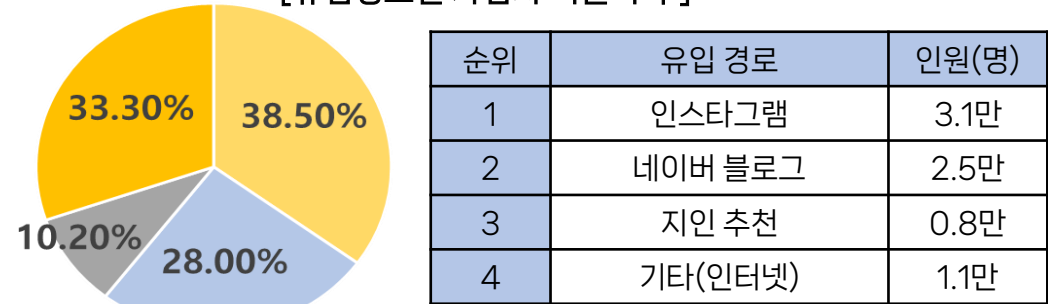 33.30%
38.50%
10.20%
28.00%
순위 유입 경로 인원(명)
1 인스타그램 3.1만
2 네이버 블로그 2.5만
3 지인 추천 0.8만
4 기타(인터넷) 1.1만